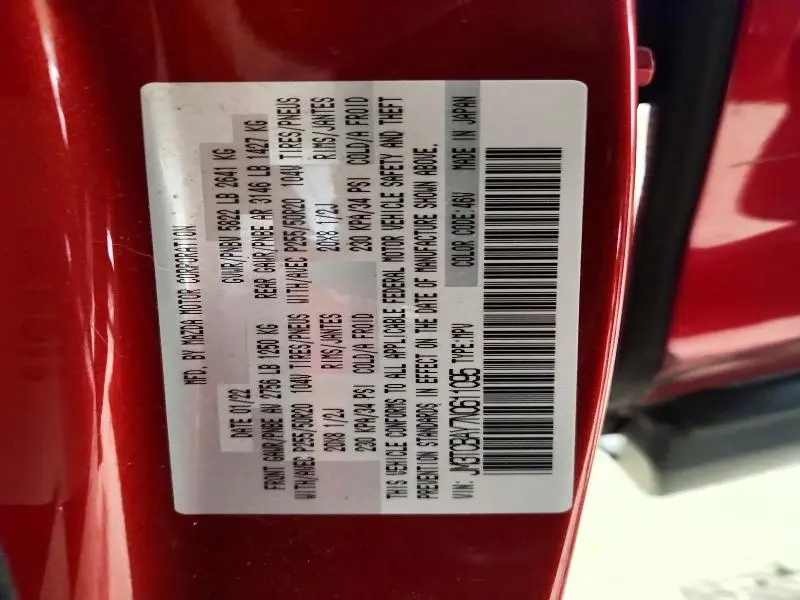 MFD. BY MAZDA MOTOR CORPORATION
DATE 01/22 GVWR/PNBV 5822 LB 2641 KG
FRONT GAWR/PNBE AV 2756 LB 1250 KG REAR GAWR/PNBE AR 3146 LB 1427 KG
WITH/AVEC P255/50R20 104V TIRES/PNEUS WITH/AVEC P255/50R20 104V TIRES/PNEUS
20X8 1/2J RIMS/JANTES 20X8 1/2J RIMS/JANTES
230 KPA/34 PSI COLD/A FROID 230 KPA/34 PSI COLD/A FROID
THIS VEHICLE CONFORMS TO ALL APPLICABLE FEDERAL MOTOR VEHICLE SAFETY AND THEFT
PREVENTION STANDARDS IN EFFECT ON THE DATE OF MANUFACTURE SHOWN ABOVE.
VIN: JM3TCBAY7N0611095 TYPE:MPV COLOR CODE:46V MADE IN JAPAN